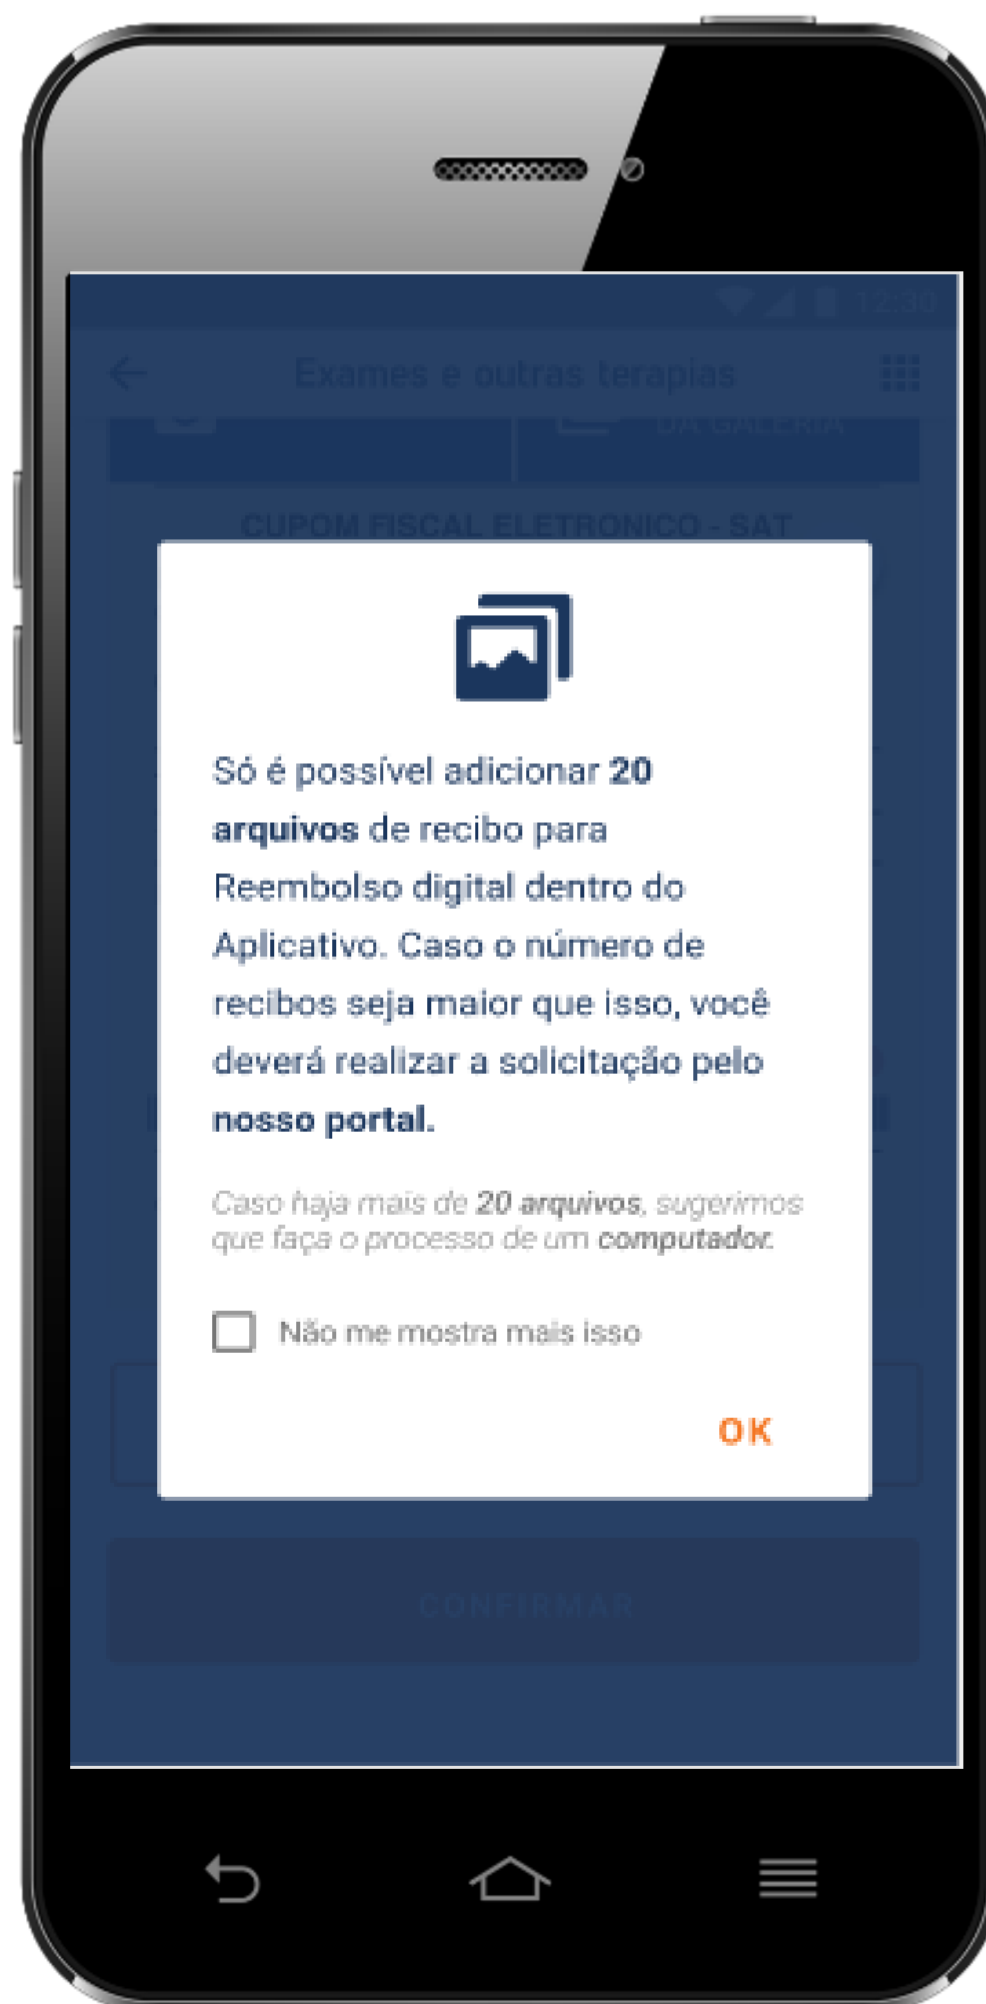 12:30
Exames e outras terapias
DA GALERIA
CUPOM FISCAL ELETRONICO - SAT
Só é possível adicionar 20
arquivos de recibo para
Reembolso digital dentro do
Aplicativo. Caso o número de
recibos seja maior que isso, você
deverá realizar a solicitação pelo
nosso portal.
Caso haja mais de 20 arquivos, sugerimos
que faça o processo de um computador.
Não me mostra mais isso
OK
CONFIRMAR